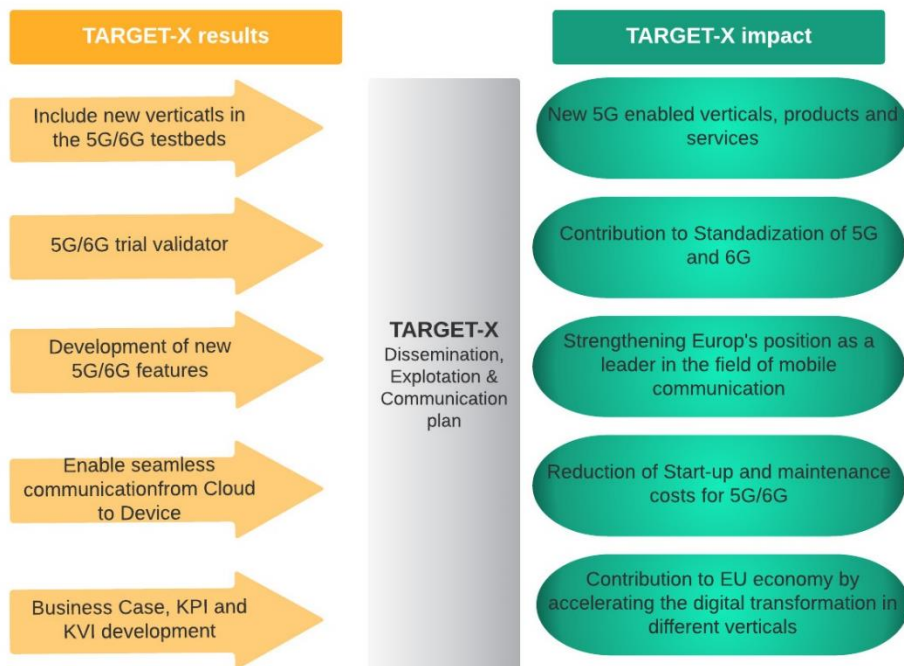 TARGET-X results
Include new verticatls in
the 5G/6G testbeds
5G/6G trial validator
Development of new
5G/6G features
Enable seamless
communicationfrom Cloud
to Device
Business Case, KPI and
KVI development
TARGET-X
Dissemination,
Explotation &
Communication
plan
TARGET-X impact
New 5G enabled verticals, products and
services
Contribution to Standadization of 5G
and 6G
Strengthening Europ's position as a
leader in the field of mobile
communication
Reduction of Start-up and maintenance
costs for 5G/6G
Contribution to EU economy by
accelerating the digital transformation in
different verticals